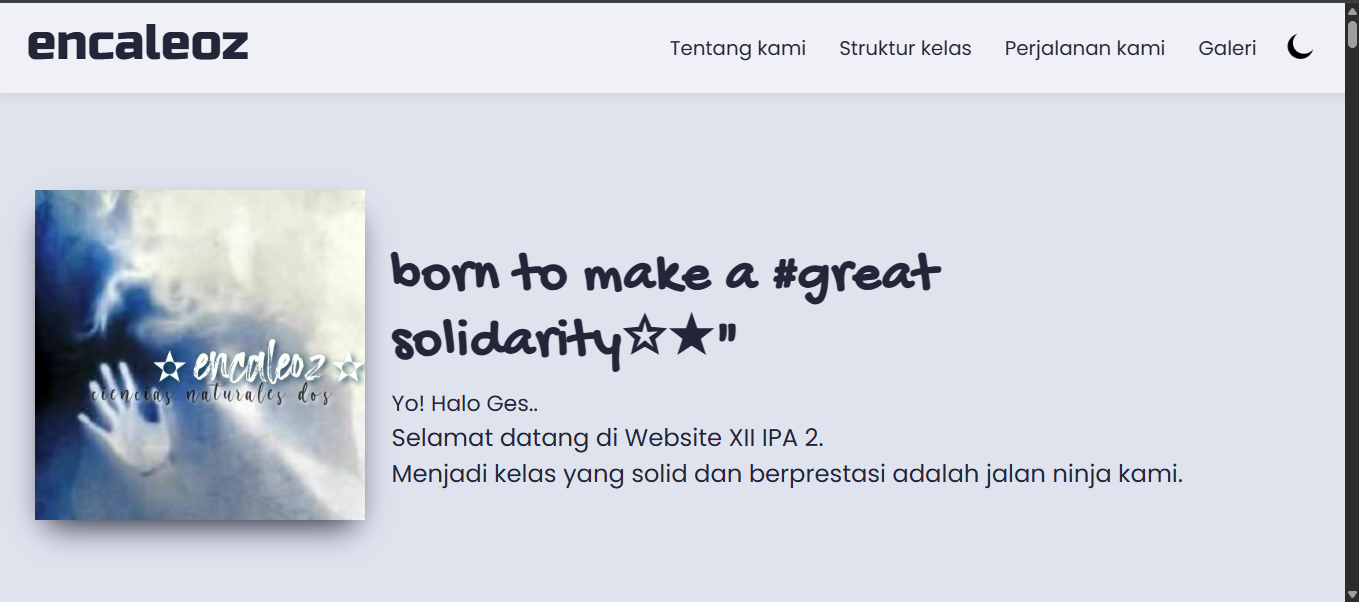 encaleoz
Tentang kami Struktur kelas Perjalanan kami Galeri
born to make a #great
solidarity☆★"
☆ encaleoz ☆
ciencias naturales dos
Yo! Halo Ges..
Selamat datang di Website XII IPA 2.
Menjadi kelas yang solid dan berprestasi adalah jalan ninja kami.